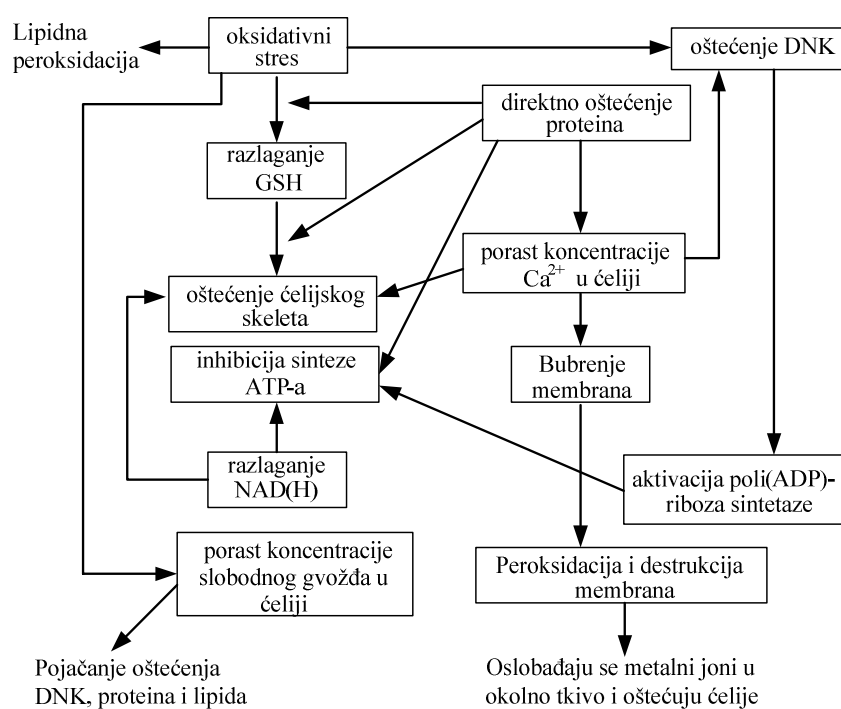 Lipidna
peroksidacija
oksidativni
stres
oštećenje DNK
direktno oštećenje
proteina
razlaganje
GSH
porast koncentracije
Ca²⁺ u ćeliji
oštećenje ćelijskog
skeleta
inhibicija sinteze
ATP-a
Bubrenje
membrana
razlaganje
NAD(H)
aktivacija poli(ADP)-
riboza sintetaze
porast koncentracije
slobodnog gvožđa u
ćeliji
Peroksidacija i destrukcija
membrana
Pojačanje oštećenja
DNK, proteina i lipida
Oslobađaju se metalni joni u
okolno tkivo i oštećuju ćelije